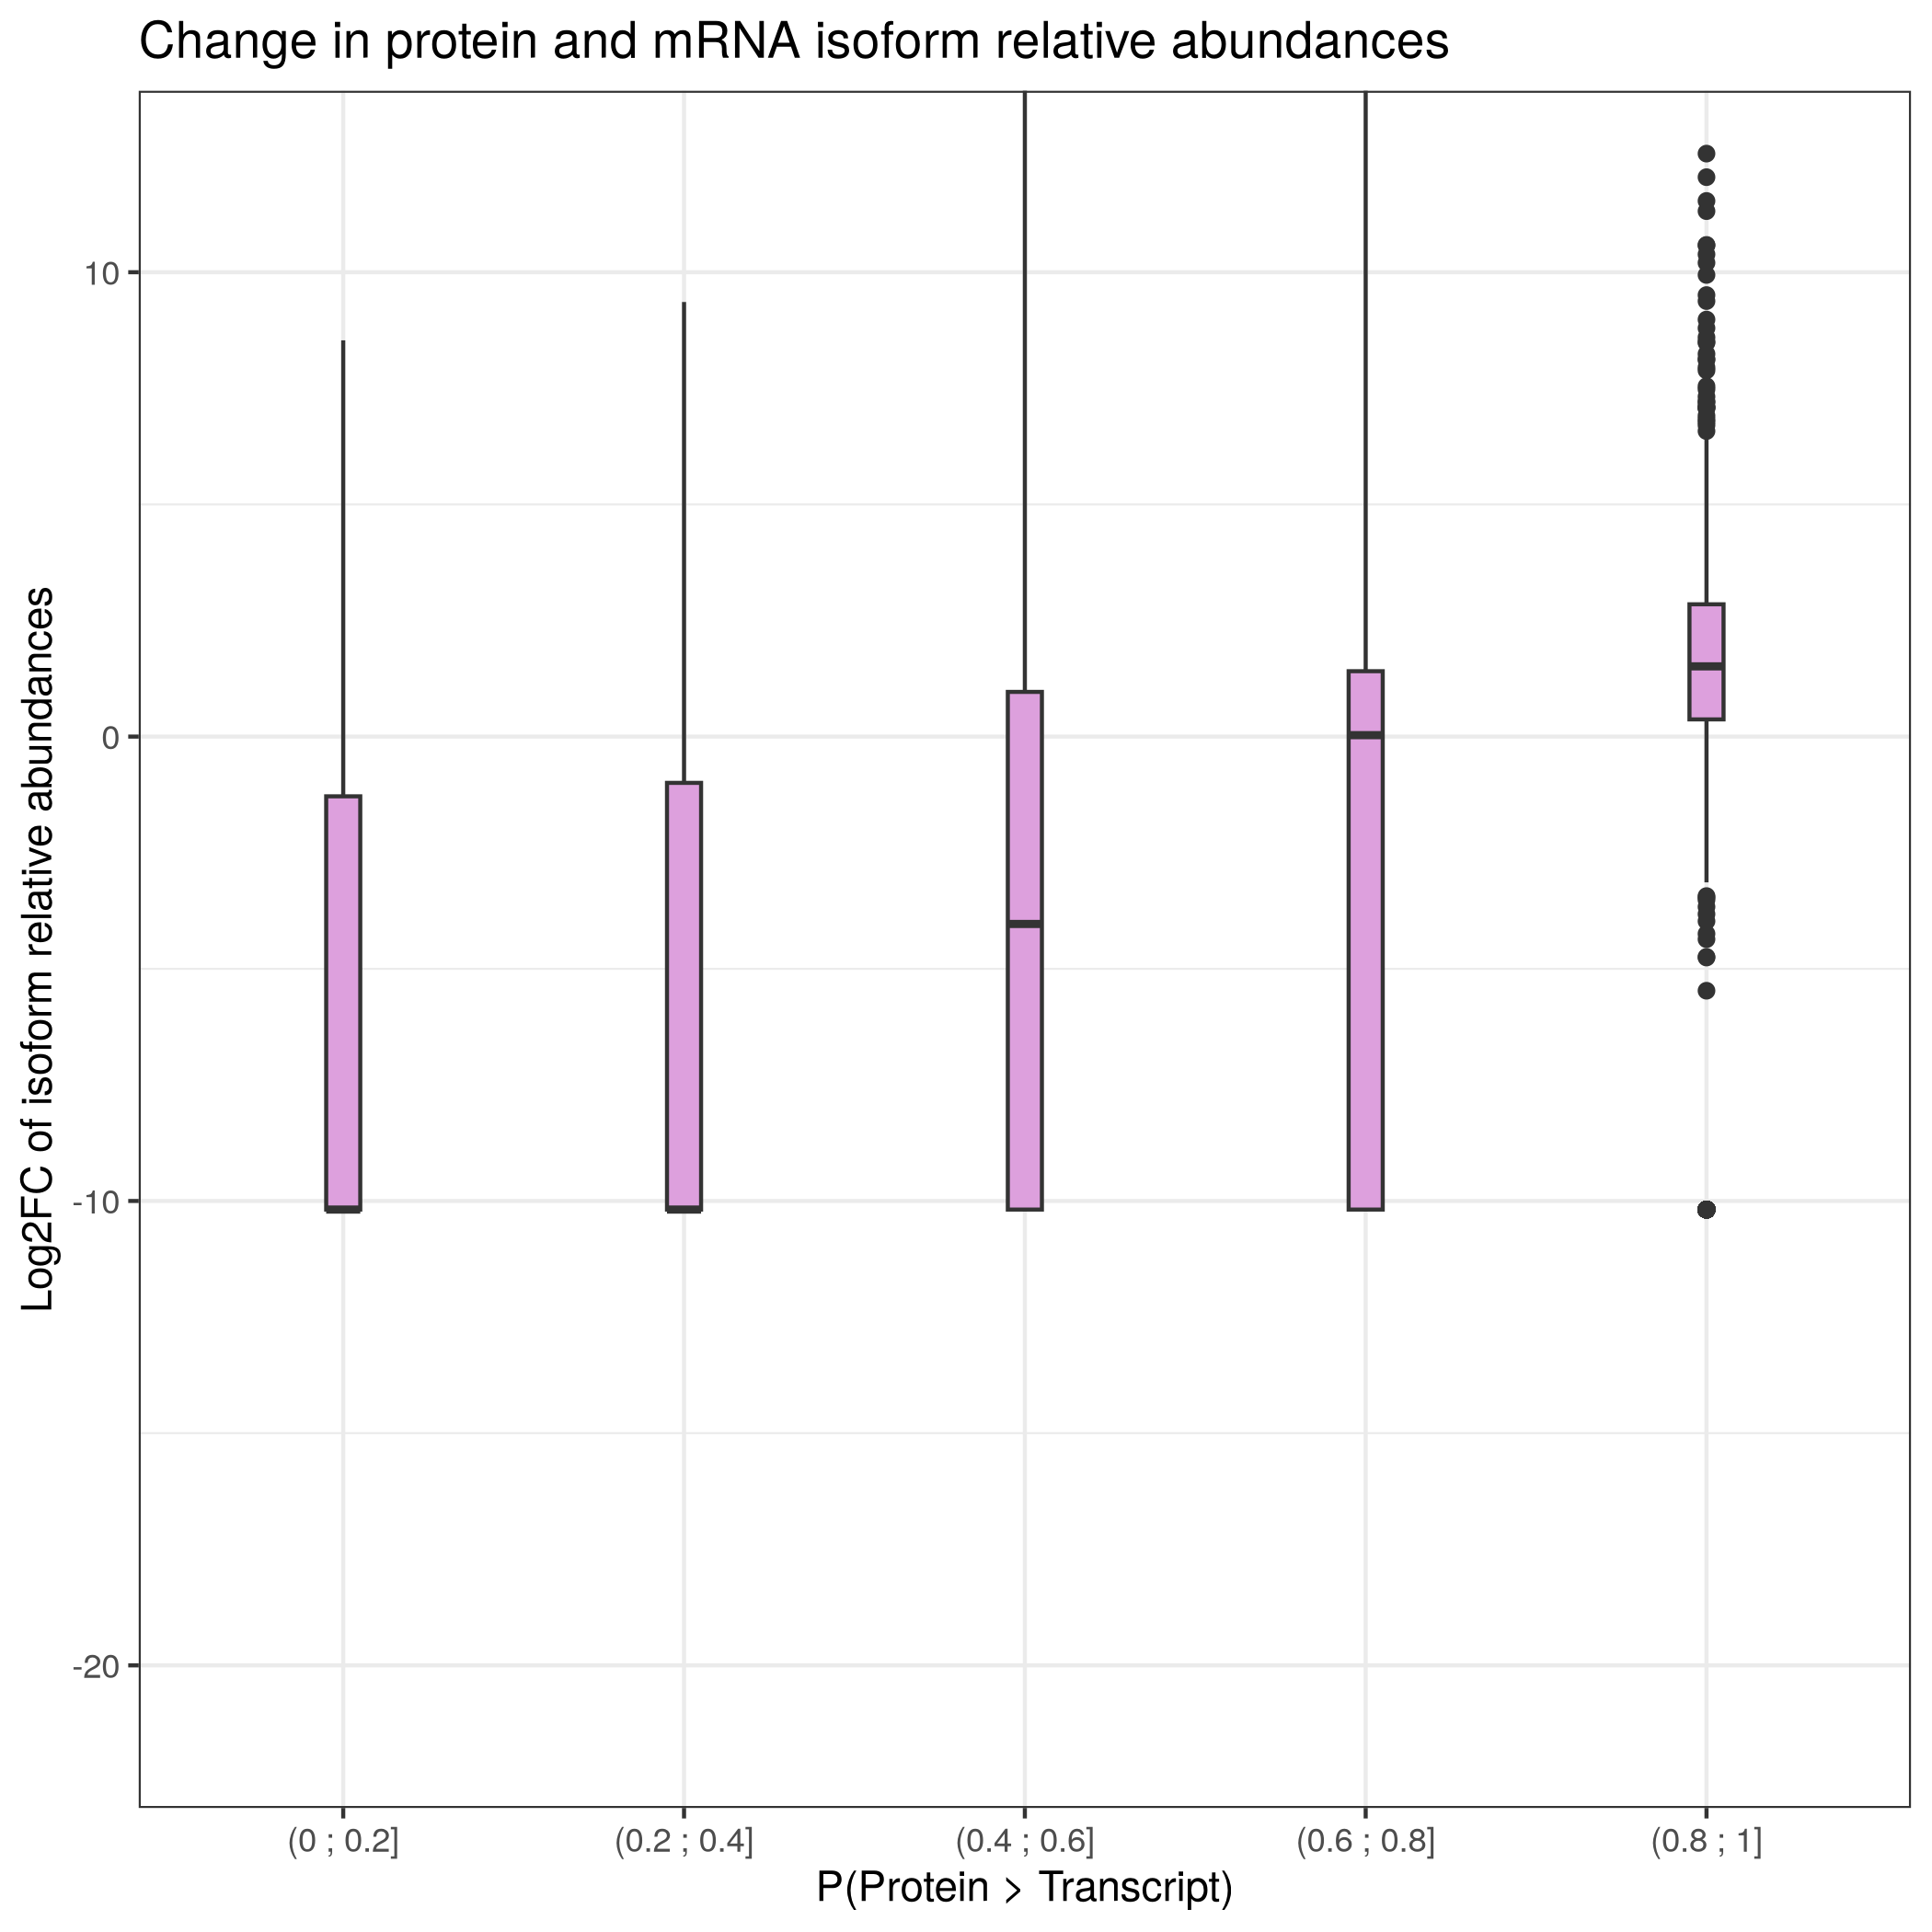 Change in protein and mRNA isoform relative abundances
Log2FC of isoform relative abundances
10
0
-10
-20
(0 ; 0.2]
(0.2 ; 0.4]
(0.4 ; 0.6]
(0.6 ; 0.8]
(0.8 ; 1]
P(Protein > Transcript)